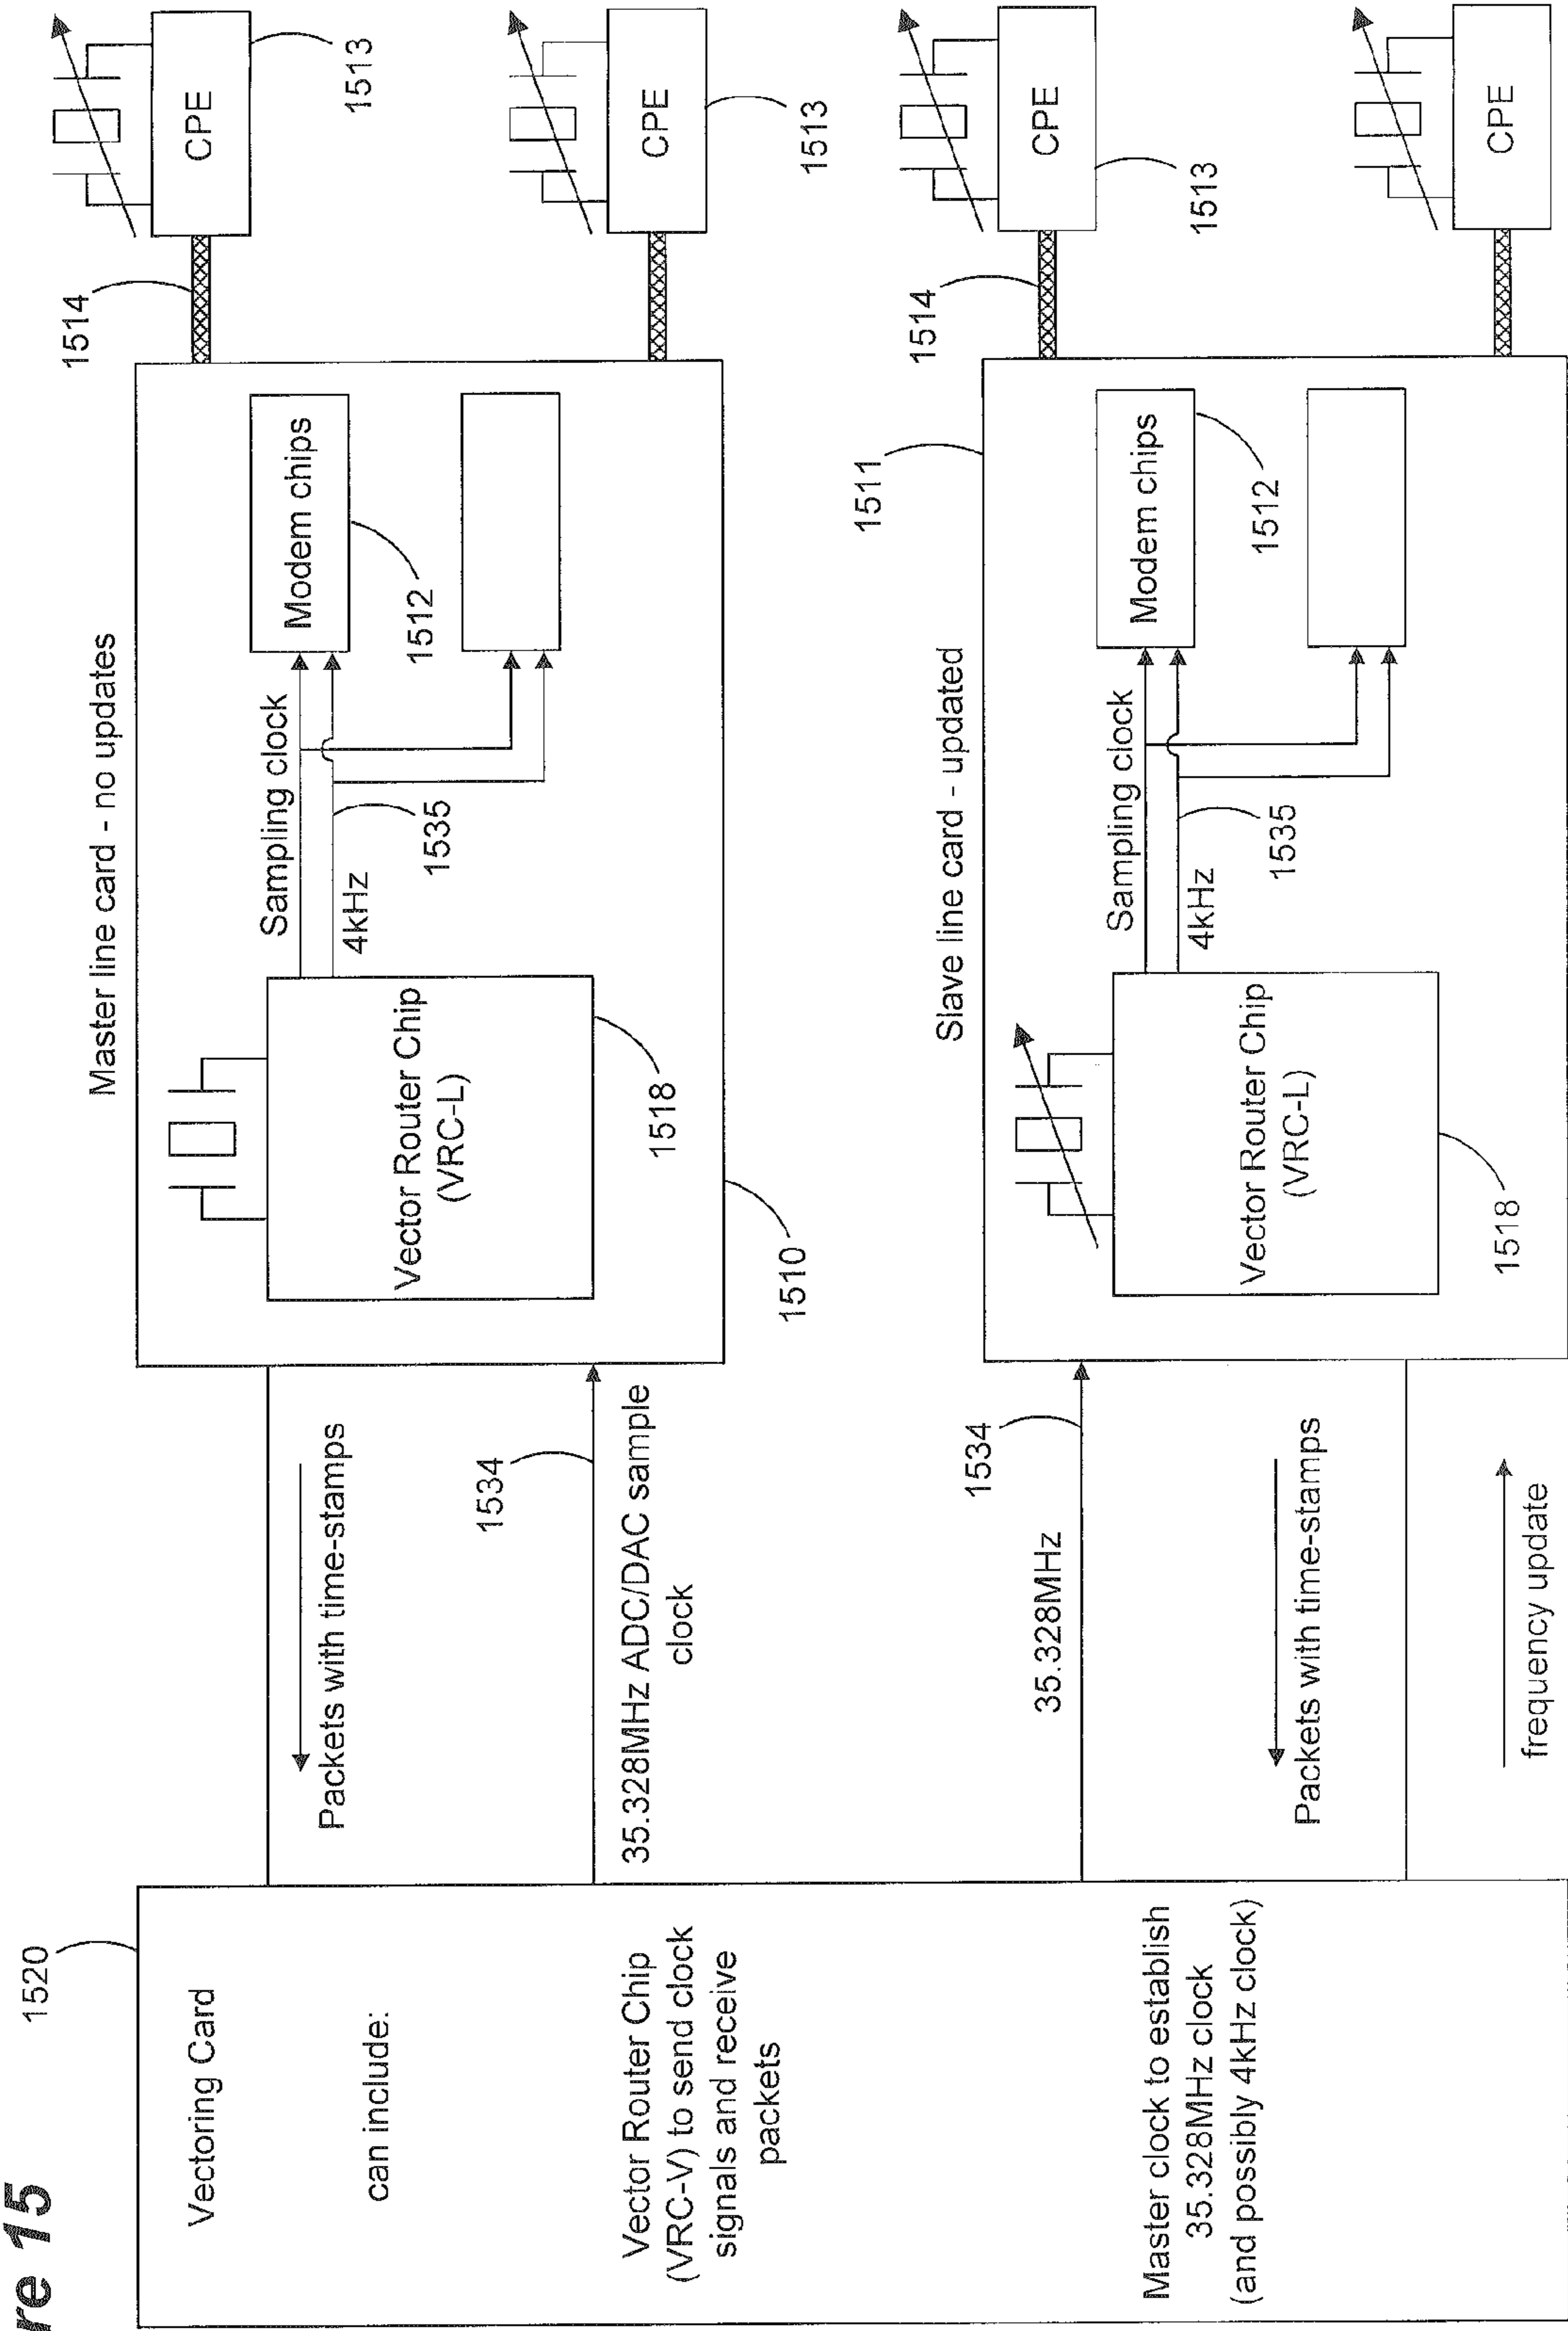 re 15
1520
Vectoring Card
can include:
Vector Router Chip
(VRC-V) to send clock
signals and receive
packets
Master clock to establish
35.328MHz clock
(and possibly 4kHz clock)
Packets with time-stamps
1534
35.328MHz ADC/DAC sample
clock
1534
35.328MHz
Packets with time-stamps
frequency update
Master line card - no updates
Vector Router Chip
(VRC-L)
1518
1510
Sampling clock
4kHz
1535
Modem chips
1512
1514
CPE
1513
CPE
1513
Slave line card - updated
1511
Vector Router Chip
(VRC-L)
1518
Sampling clock
4kHz
1535
Modem chips
1512
1514
CPE
1513
CPE